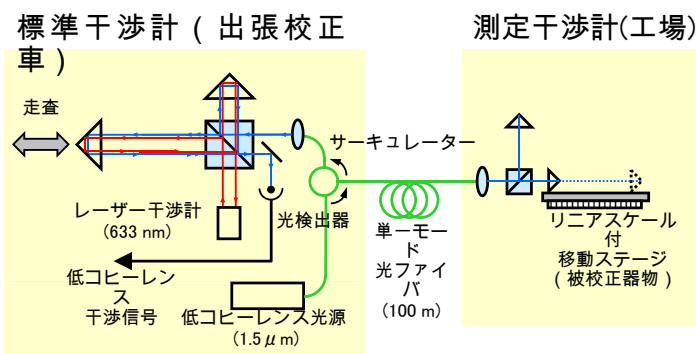 標準干渉計（出張校正
車）
測定干渉計(工場)
走査
サーキュレーター
レーザー干渉計
(633 nm)
光検出器
低コヒーレン
ス
干渉信号
低コヒーレンス光源
(1.5μm)
単一モー
ド
光ファイ
バ
(100 m)
リニアスケール
付
移動ステージ
（被校正器物）